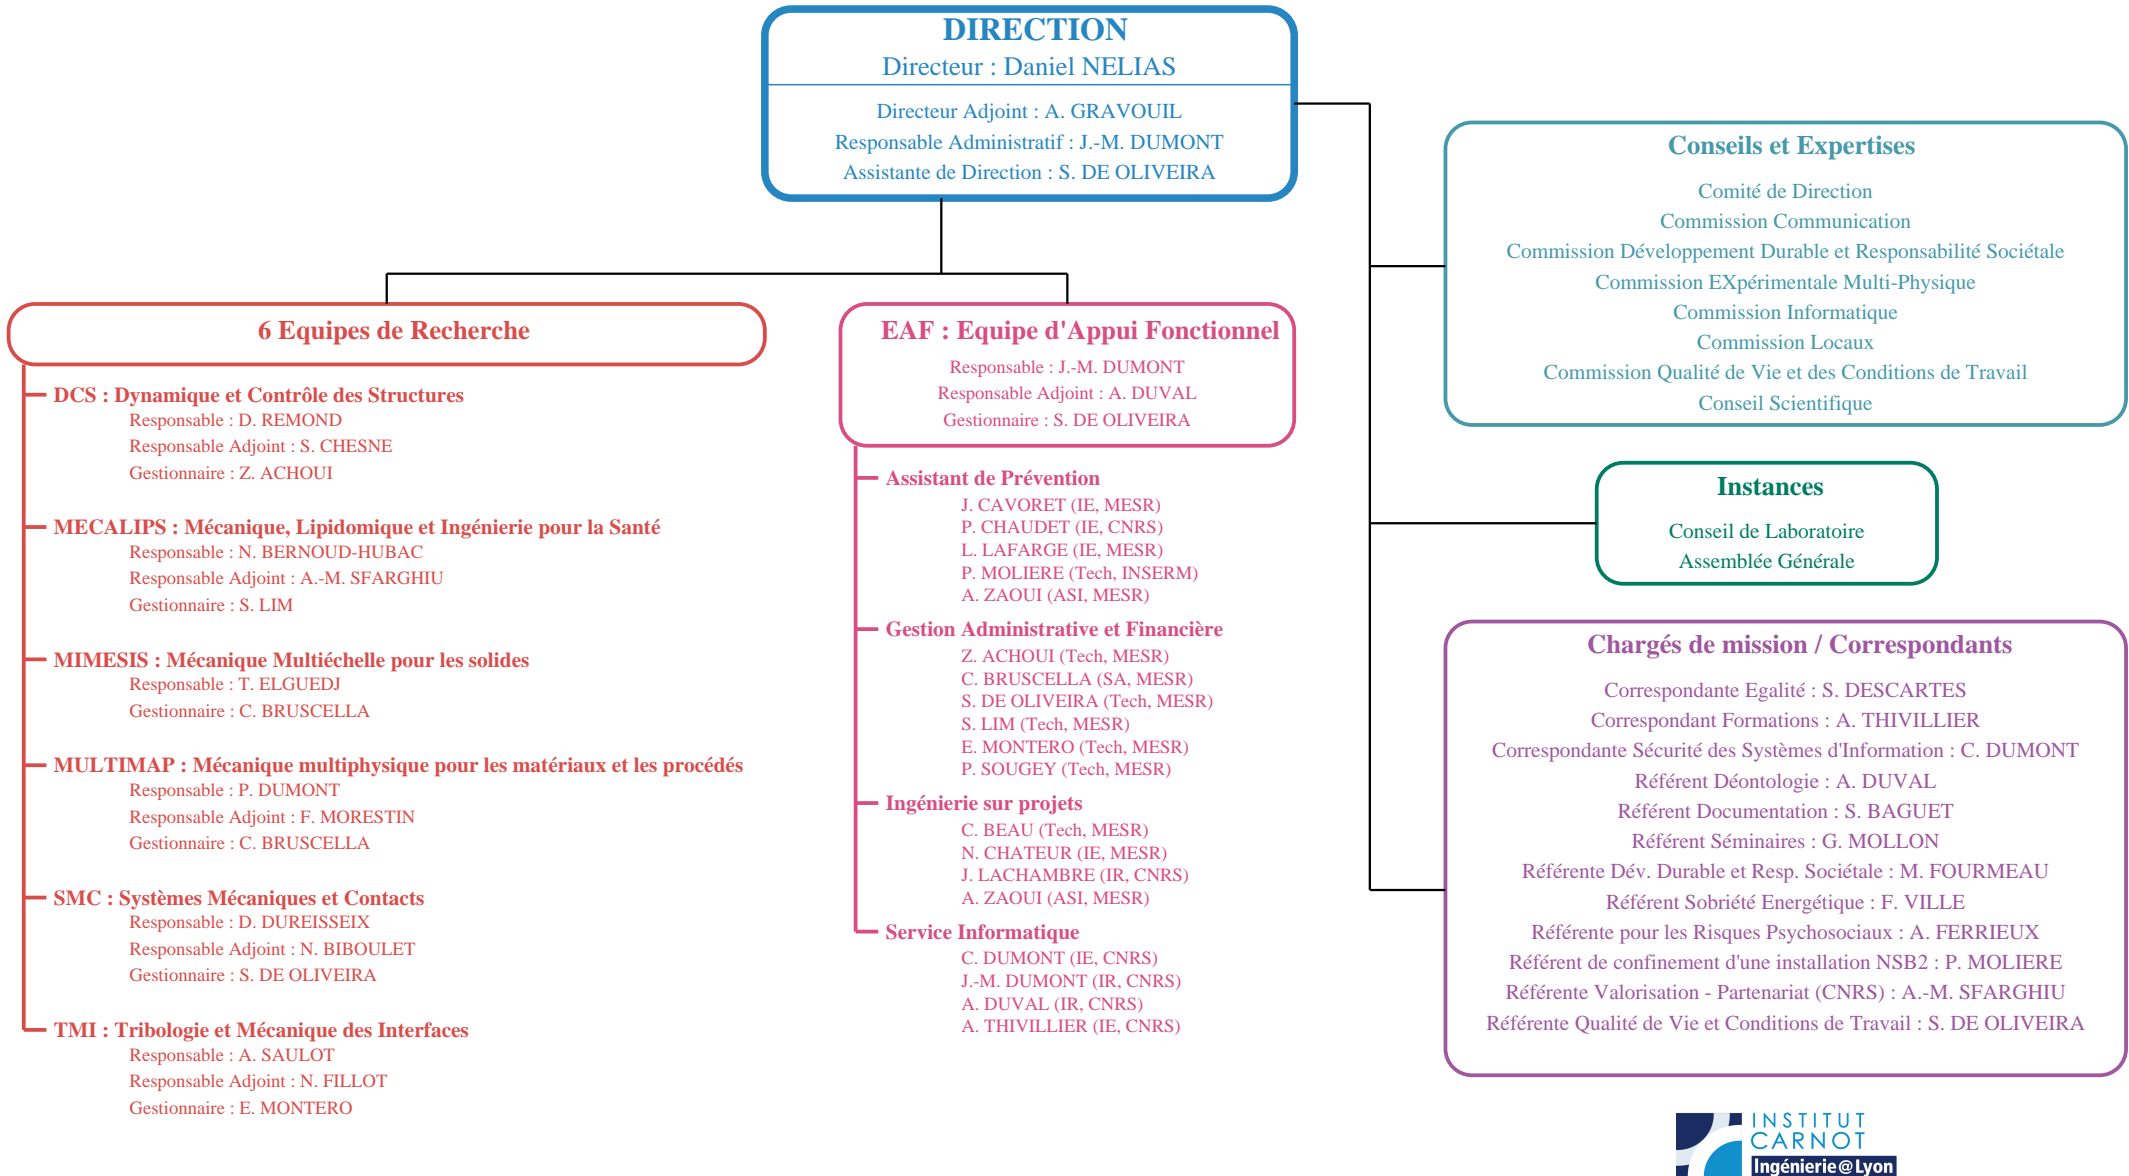 DIRECTION
Directeur : Daniel NELIAS
Directeur Adjoint : A. GRAVOUIL
Responsable Administratif : J.-M. DUMONT
Assistante de Direction : S. DE OLIVEIRA
6 Equipes de Recherche
DCS : Dynamique et Contrôle des Structures
Responsable : D. REMOND
Responsable Adjoint : S. CHESNE
Gestionnaire : Z. ACHOUI
MECALIPS : Mécanique, Lipidomique et Ingénierie pour la Santé
Responsable : N. BERNOUD-HUBAC
Responsable Adjoint : A.-M. SFARGHIU
Gestionnaire : S. LIM
MIMESIS : Mécanique Multiéchelle pour les solides
Responsable : T. ELGUEDJ
Gestionnaire : C. BRUSCELLA
MULTIMAP : Mécanique multiphysique pour les matériaux et les procédés
Responsable : P. DUMONT
Responsable Adjoint : F. MORESTIN
Gestionnaire : C. BRUSCELLA
SMC : Systèmes Mécaniques et Contacts
Responsable : D. DUREISSEIX
Responsable Adjoint : N. BIBOULET
Gestionnaire : S. DE OLIVEIRA
TMI : Tribologie et Mécanique des Interfaces
Responsable : A. SAULOT
Responsable Adjoint : N. FILLOT
Gestionnaire : E. MONTERO
EAF : Equipe d'Appui Fonctionnel
Responsable : J.-M. DUMONT
Responsable Adjoint : A. DUVAL
Gestionnaire : S. DE OLIVEIRA
Assistant de Prévention
J. CAVORET (IE, MESR)
P. CHAUDET (IE, CNRS)
L. LAFARGE (IE, MESR)
P. MOLIERE (Tech, INSERM)
A. ZAOUI (ASI, MESR)
Gestion Administrative et Financière
Z. ACHOUI (Tech, MESR)
C. BRUSCELLA (SA, MESR)
S. DE OLIVEIRA (Tech, MESR)
S. LIM (Tech, MESR)
E. MONTERO (Tech, MESR)
P. SOUGEY (Tech, MESR)
Ingénierie sur projets
C. BEAU (Tech, MESR)
N. CHATEUR (IE, MESR)
J. LACHAMBRE (IR, CNRS)
A. ZAOUI (ASI, MESR)
Service Informatique
C. DUMONT (IE, CNRS)
J.-M. DUMONT (IR, CNRS)
A. DUVAL (IR, CNRS)
A. THIVILLIER (IE, CNRS)
Conseils et Expertises
Comité de Direction
Commission Communication
Commission Développement Durable et Responsabilité Sociétale
Commission EXpérimentale Multi-Physique
Commission Informatique
Commission Locaux
Commission Qualité de Vie et des Conditions de Travail
Conseil Scientifique
Instances
Conseil de Laboratoire
Assemblée Générale
Chargés de mission / Correspondants
Correspondante Egalité : S. DESCARTES
Correspondant Formations : A. THIVILLIER
Correspondante Sécurité des Systèmes d'Information : C. DUMONT
Référent Déontologie : A. DUVAL
Référent Documentation : S. BAGUET
Référent Séminaires : G. MOLLON
Référente Dév. Durable et Resp. Sociétale : M. FOURMEAU
Référent Sobriété Energétique : F. VILLE
Référente pour les Risques Psychosociaux : A. FERRIEUX
Référent de confinement d'une installation NSB2 : P. MOLIERE
Référente Valorisation - Partenariat (CNRS) : A.-M. SFARGHIU
Référente Qualité de Vie et Conditions de Travail : S. DE OLIVEIRA
INSTITUT
CARNOT
Ingénierie@Lyon